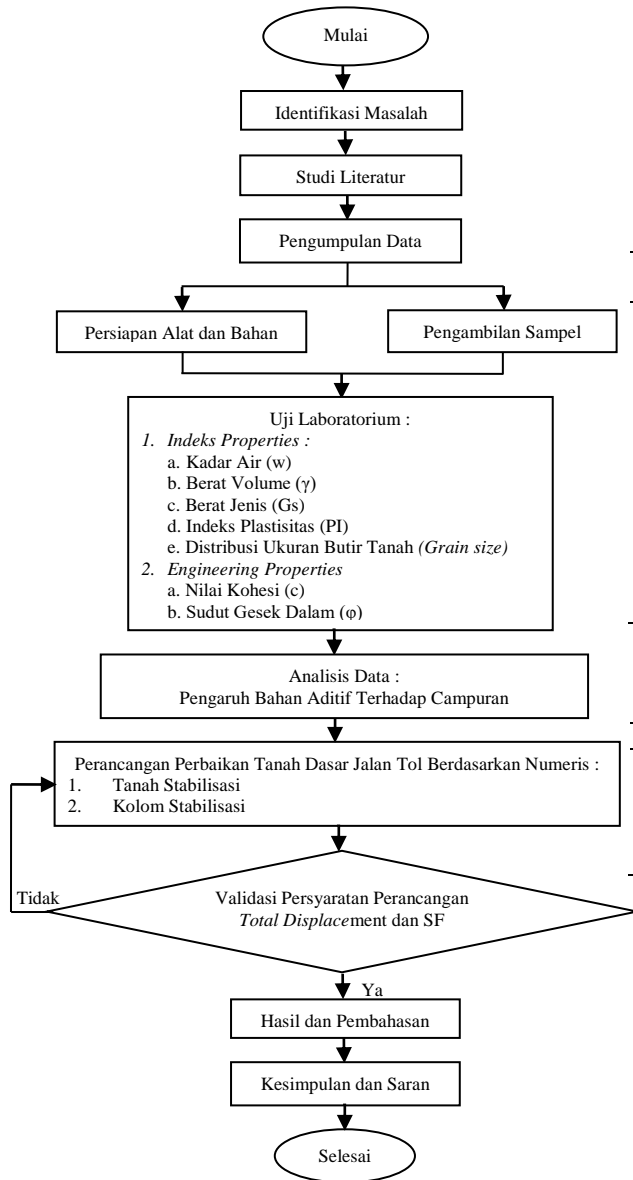 Mulai
Identifikasi Masalah
Studi Literatur
Pengumpulan Data
Persiapan Alat dan Bahan
Pengambilan Sampel
Uji Laboratorium :
1. Indeks Properties :
a. Kadar Air (w)
b. Berat Volume (γ)
c. Berat Jenis (Gs)
d. Indeks Plastisitas (PI)
e. Distribusi Ukuran Butir Tanah (Grain size)
2. Engineering Properties
a. Nilai Kohesi (c)
b. Sudut Gesek Dalam (φ)
Analisis Data :
Pengaruh Bahan Aditif Terhadap Campuran
Perancangan Perbaikan Tanah Dasar Jalan Tol Berdasarkan Numeris :
1. Tanah Stabilisasi
2. Kolom Stabilisasi
Tidak
Validasi Persyaratan Perancangan
Total Displacement dan SF
Ya
Hasil dan Pembahasan
Kesimpulan dan Saran
Selesai